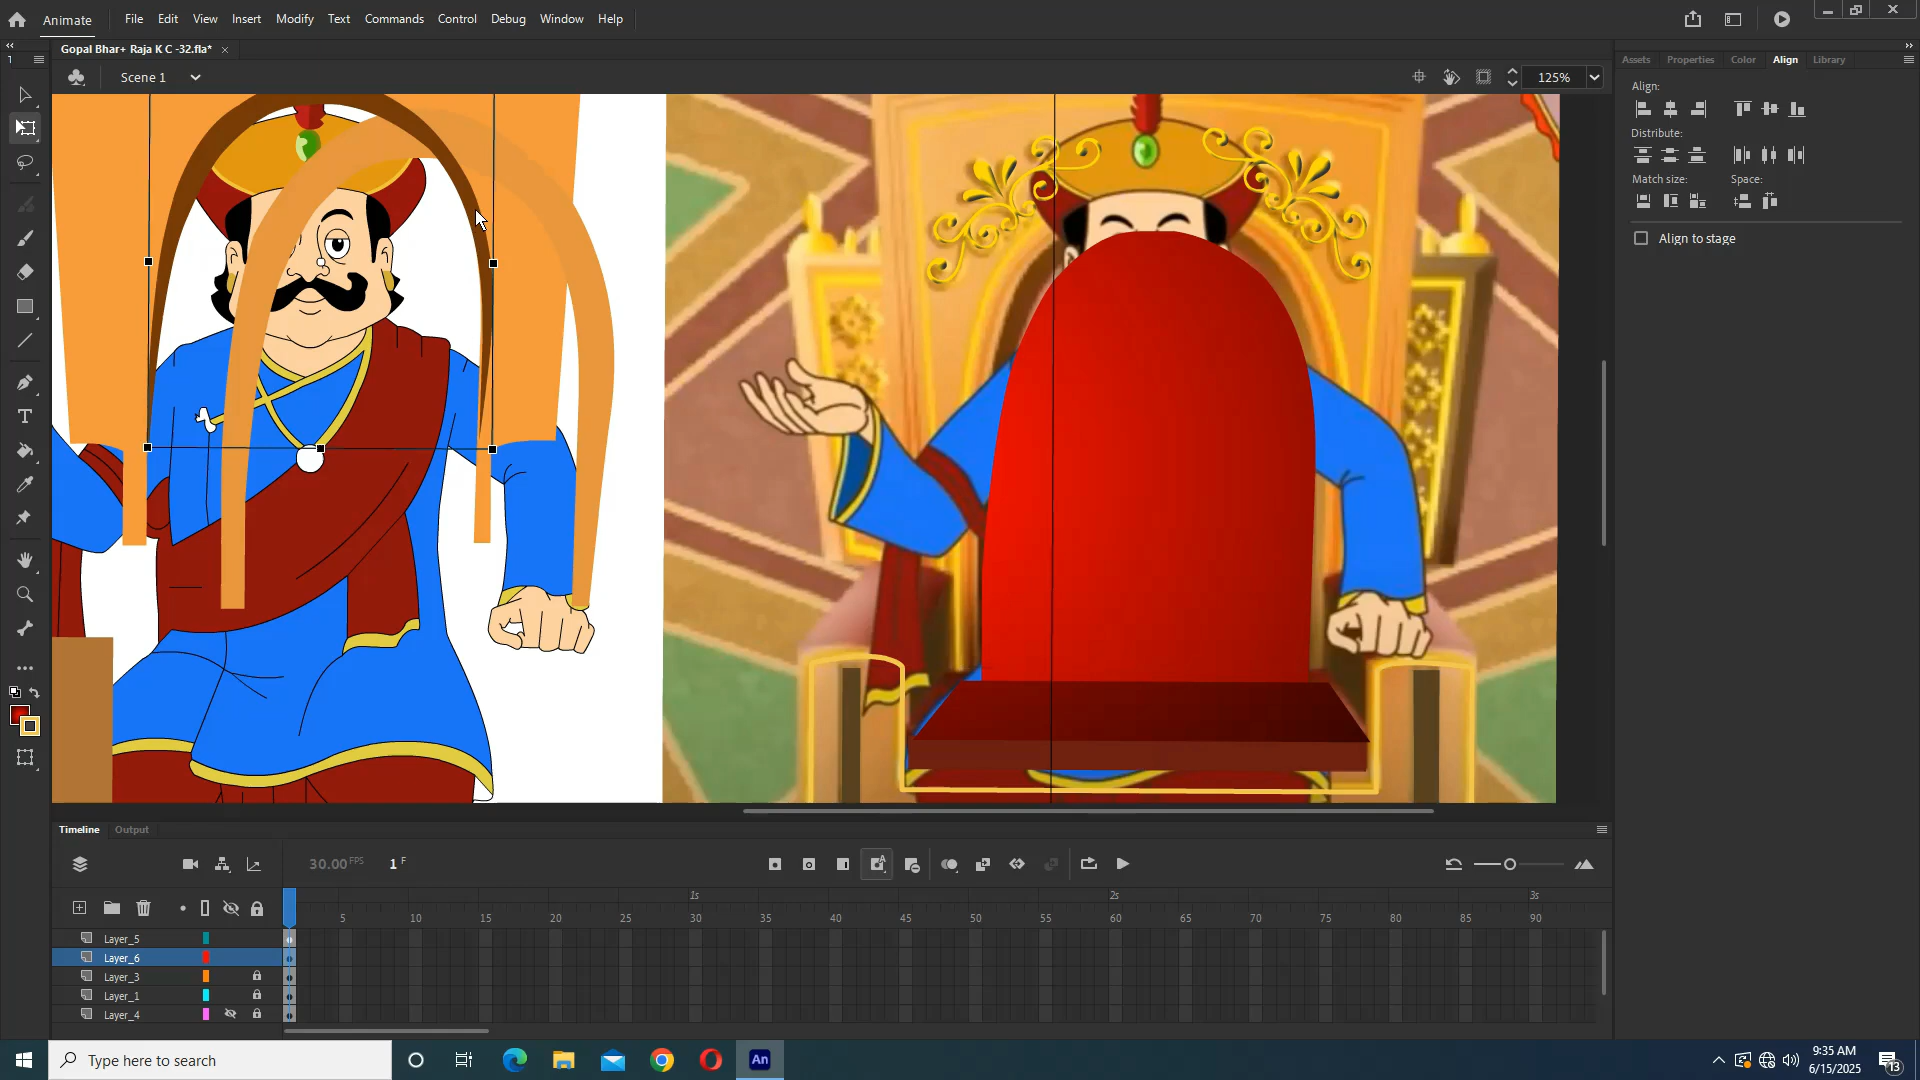 Animate File Edit View Insert Modify Text Commands Control Debug Window Help
Gopal Bhar+ Raja K C -32.fla* ×
Scene 1 125%
Assets Properties Color Align Library
Align:
Distribute:
Match size: Space:
Align to stage
Timeline Output
30.00 FPS 1 F
1s 2s 3s
5 10 15 20 25 30 35 40 45 50 55 60 65 70 75 80 85 90
Layer_5
Layer_6
Layer_3
Layer_1
Layer_4
Type here to search
An
9:35 AM
6/15/2025
13